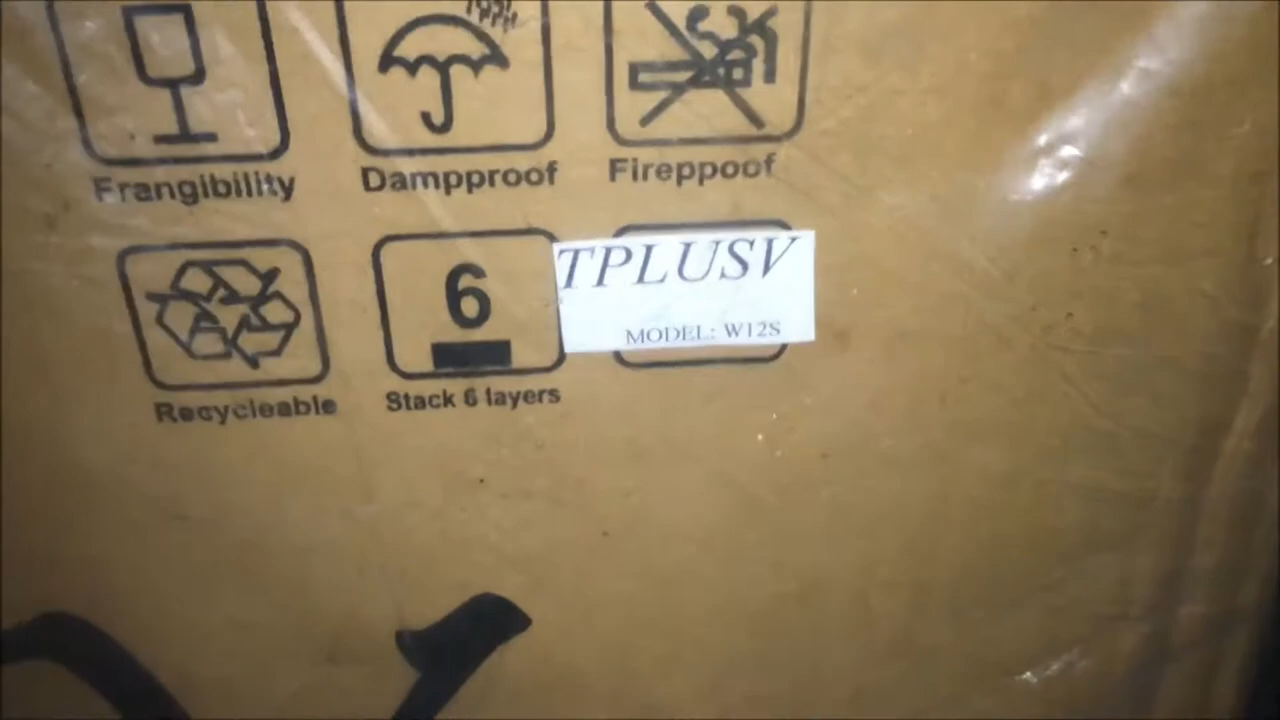 Frangibility
Dampproof
Fireppoof
6
TPLUSV
MODEL: W12S
Recycleable
Stack 6 layers